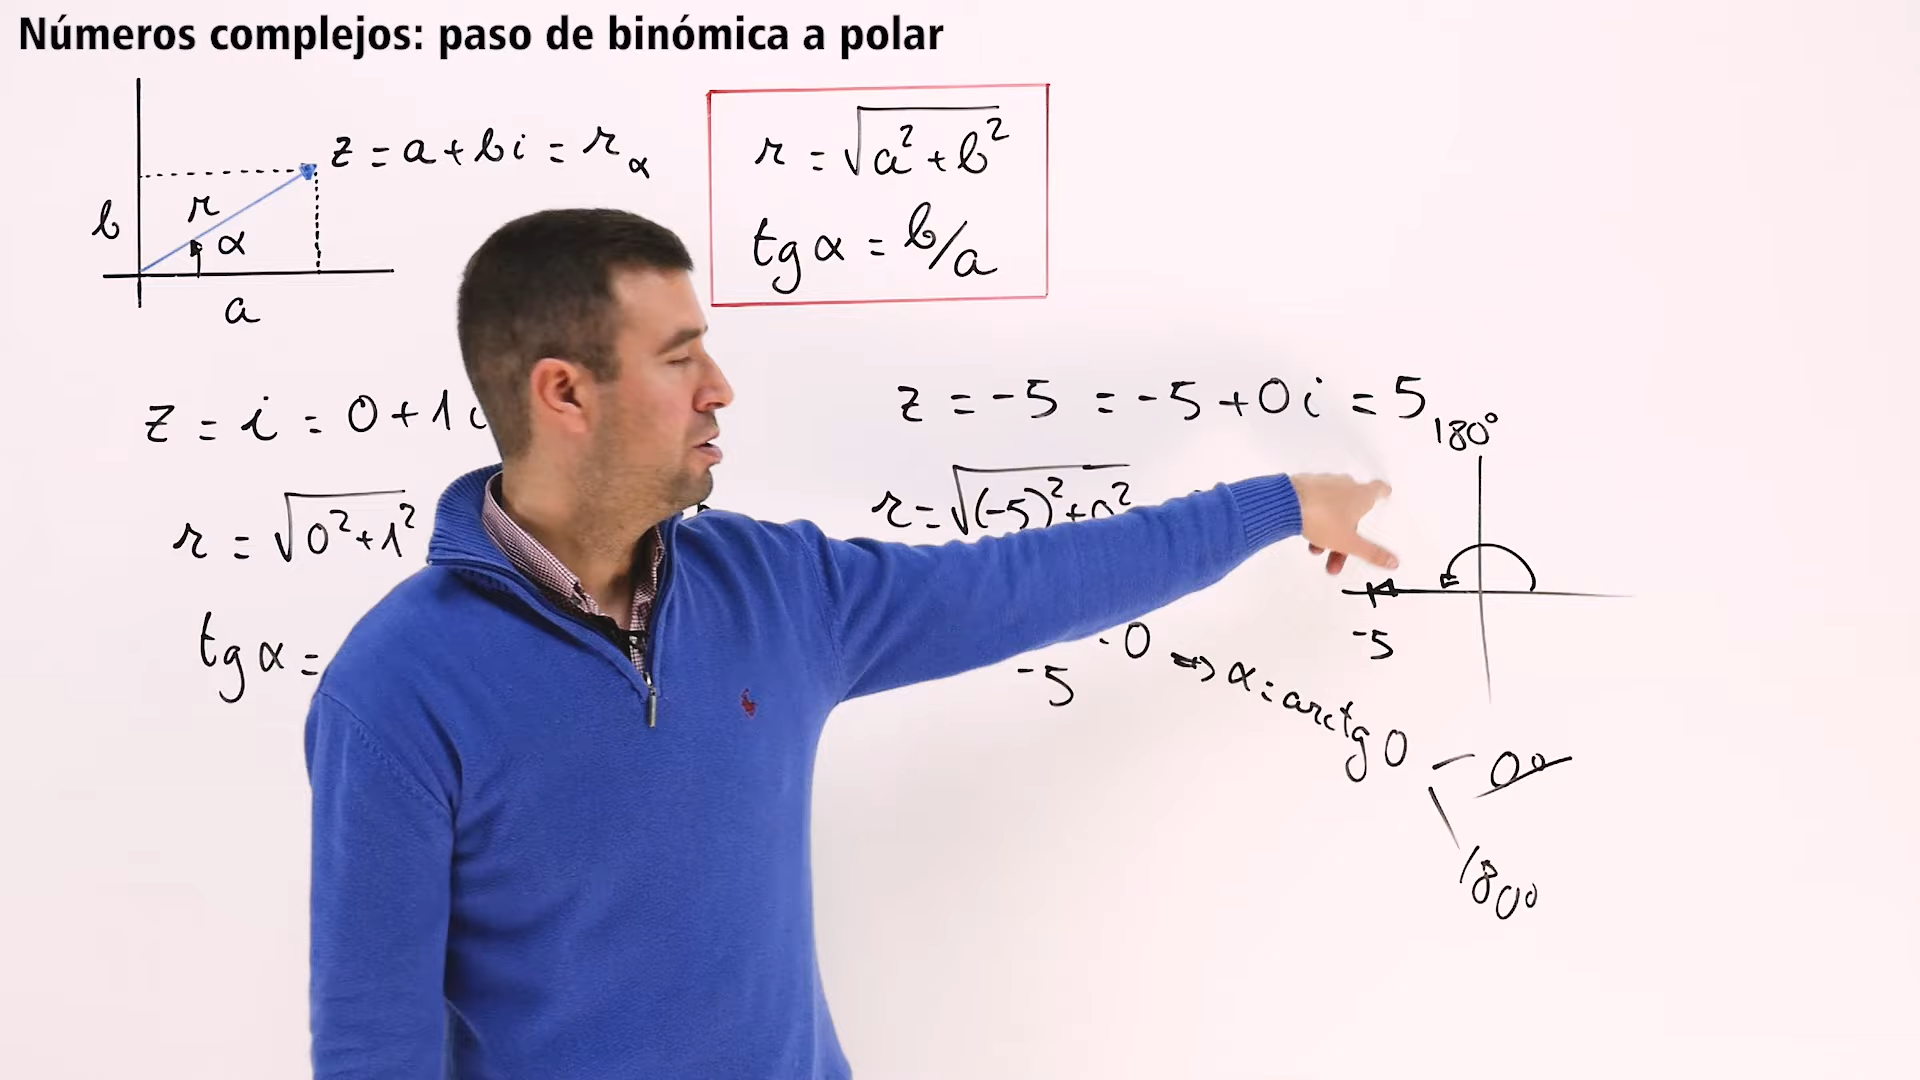 Números complejos: paso de binómica a polar
z = a + bi = r α
b
r
α
a
r = √a² + b²
tg α = b/a
z = i = 0 + 1
r = √0² + 1²
tg α =
z = -5 = -5 + 0i = 5 180°
r = √(-5)² + 0²
-5
-5
0 ⇒ α = arctg 0
0°
180°